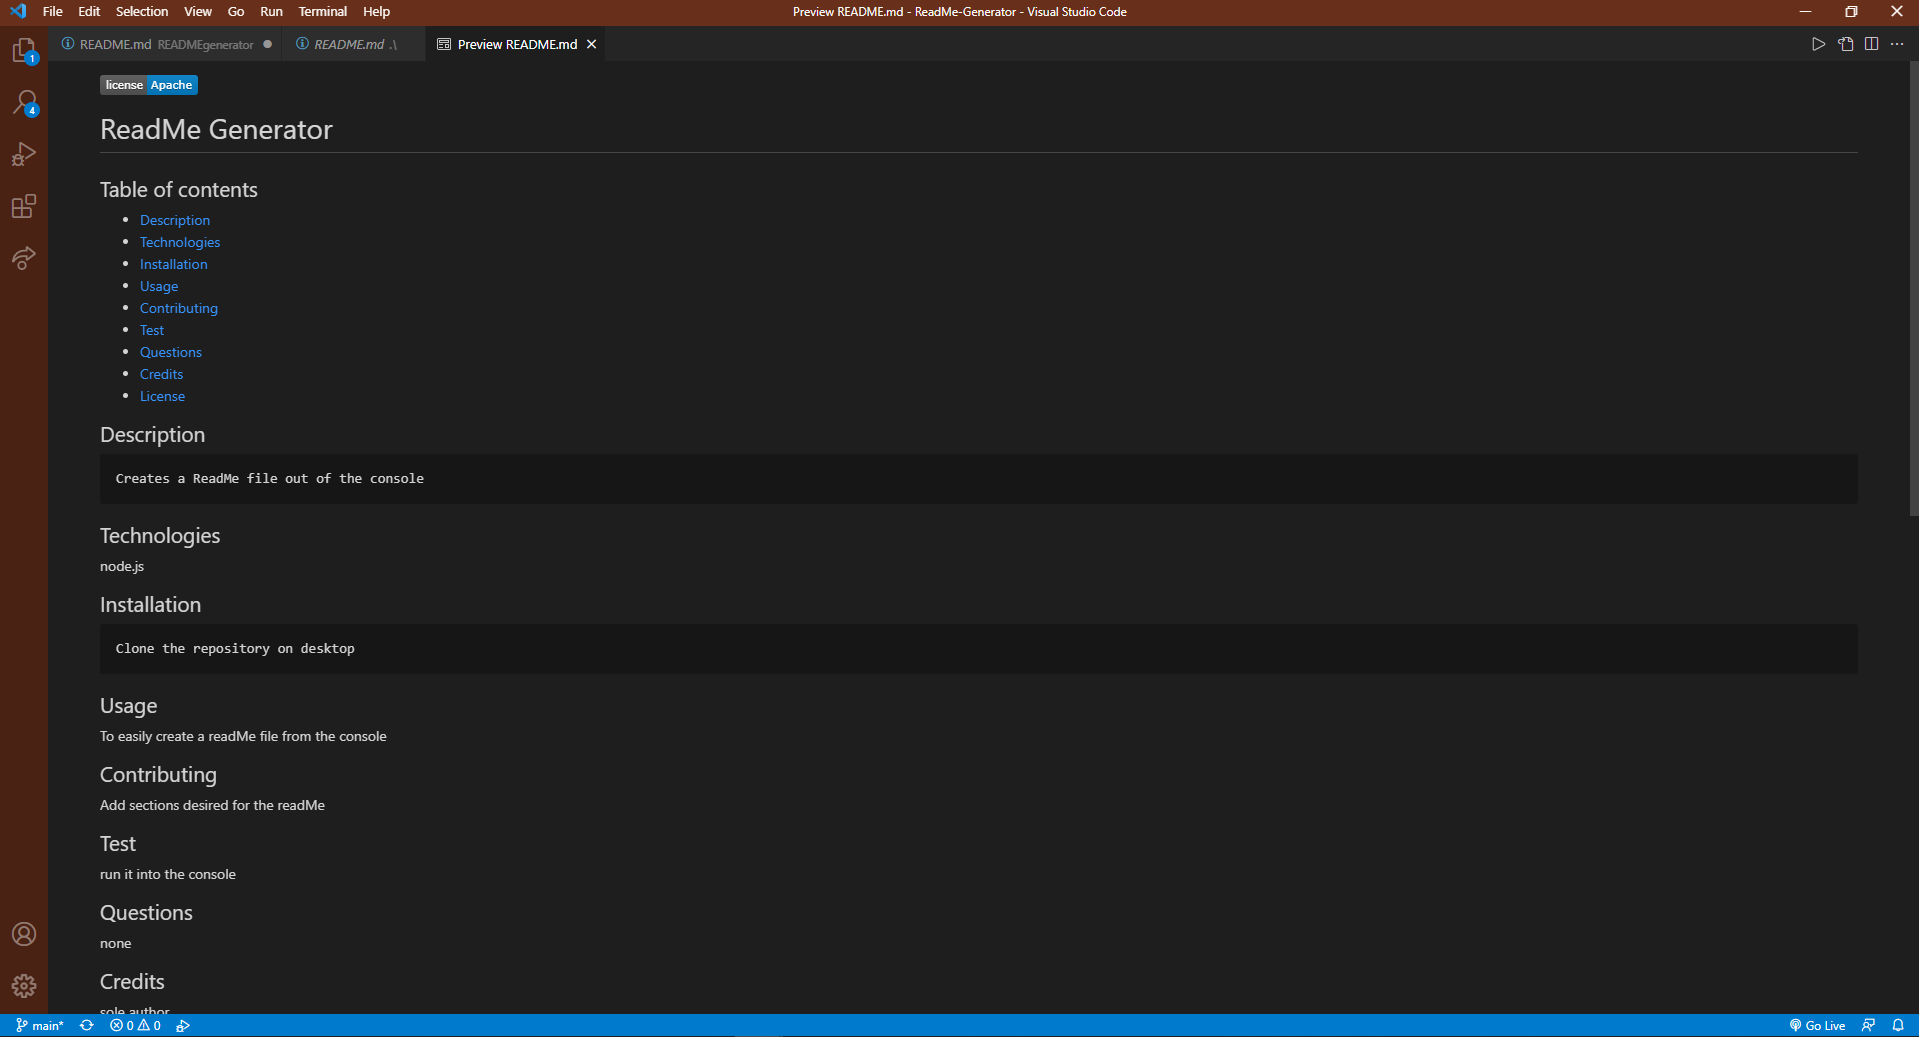 File Edit Selection View Go Run Terminal Help Preview README.md - ReadMe-Generator - Visual Studio Code
README.md READMEgenerator README.md .\ Preview README.md
1
4
license Apache
ReadMe Generator
Table of contents
Description
Technologies
Installation
Usage
Contributing
Test
Questions
Credits
License
Description
Creates a ReadMe file out of the console
Technologies
node.js
Installation
Clone the repository on desktop
Usage
To easily create a readMe file from the console
Contributing
Add sections desired for the readMe
Test
run it into the console
Questions
none
Credits
sole author
main* 0 0 Go Live